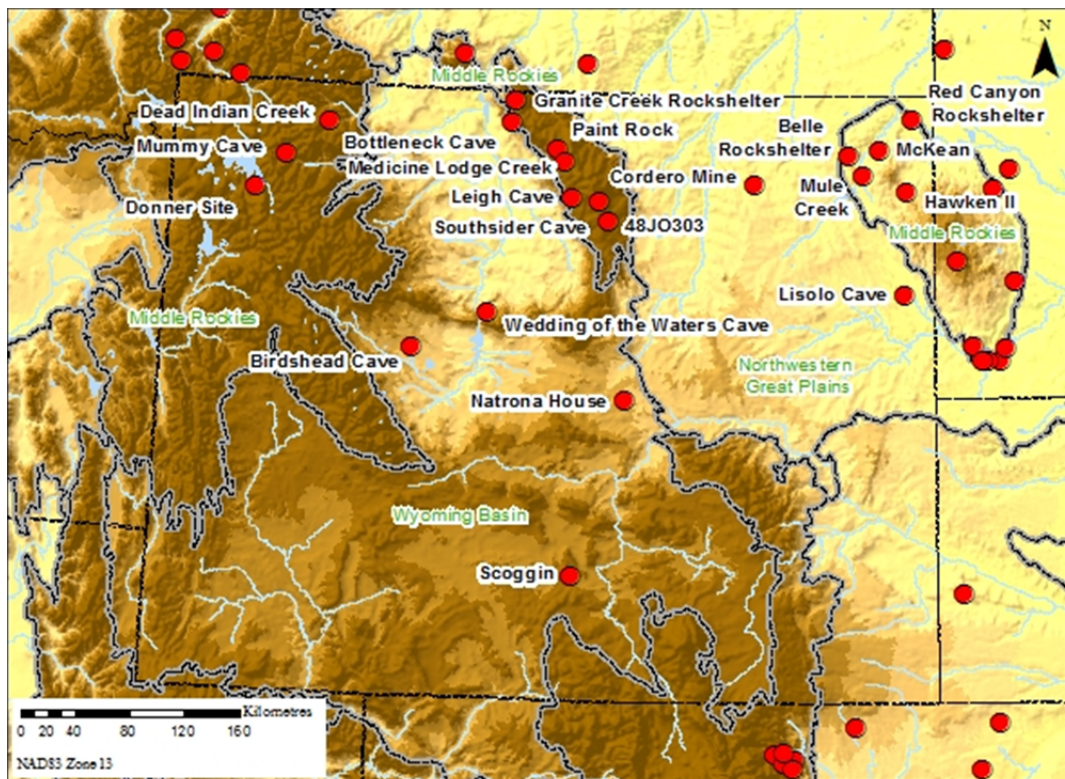 N
Middle Rockies
Granite Creek Rockshelter
Red Canyon
Rockshelter
Dead Indian Creek
Paint Rock
Belle
Rockshelter
Bottleneck Cave
Mummy Cave
McKean
Medicine Lodge Creek
Cordero Mine
Mule
Creek
Leigh Cave
Hawken II
Donner Site
Southsider Cave
48JO303
Middle Rockies
Lisolo Cave
Middle Rockies
Wedding of the Waters Cave
Birdshead Cave
Northwestern
Great Plains
Natrona House
Wyoming Basin
Scoggin
Kilometres
0 20 40 80 120 160
NAD83 Zone 13